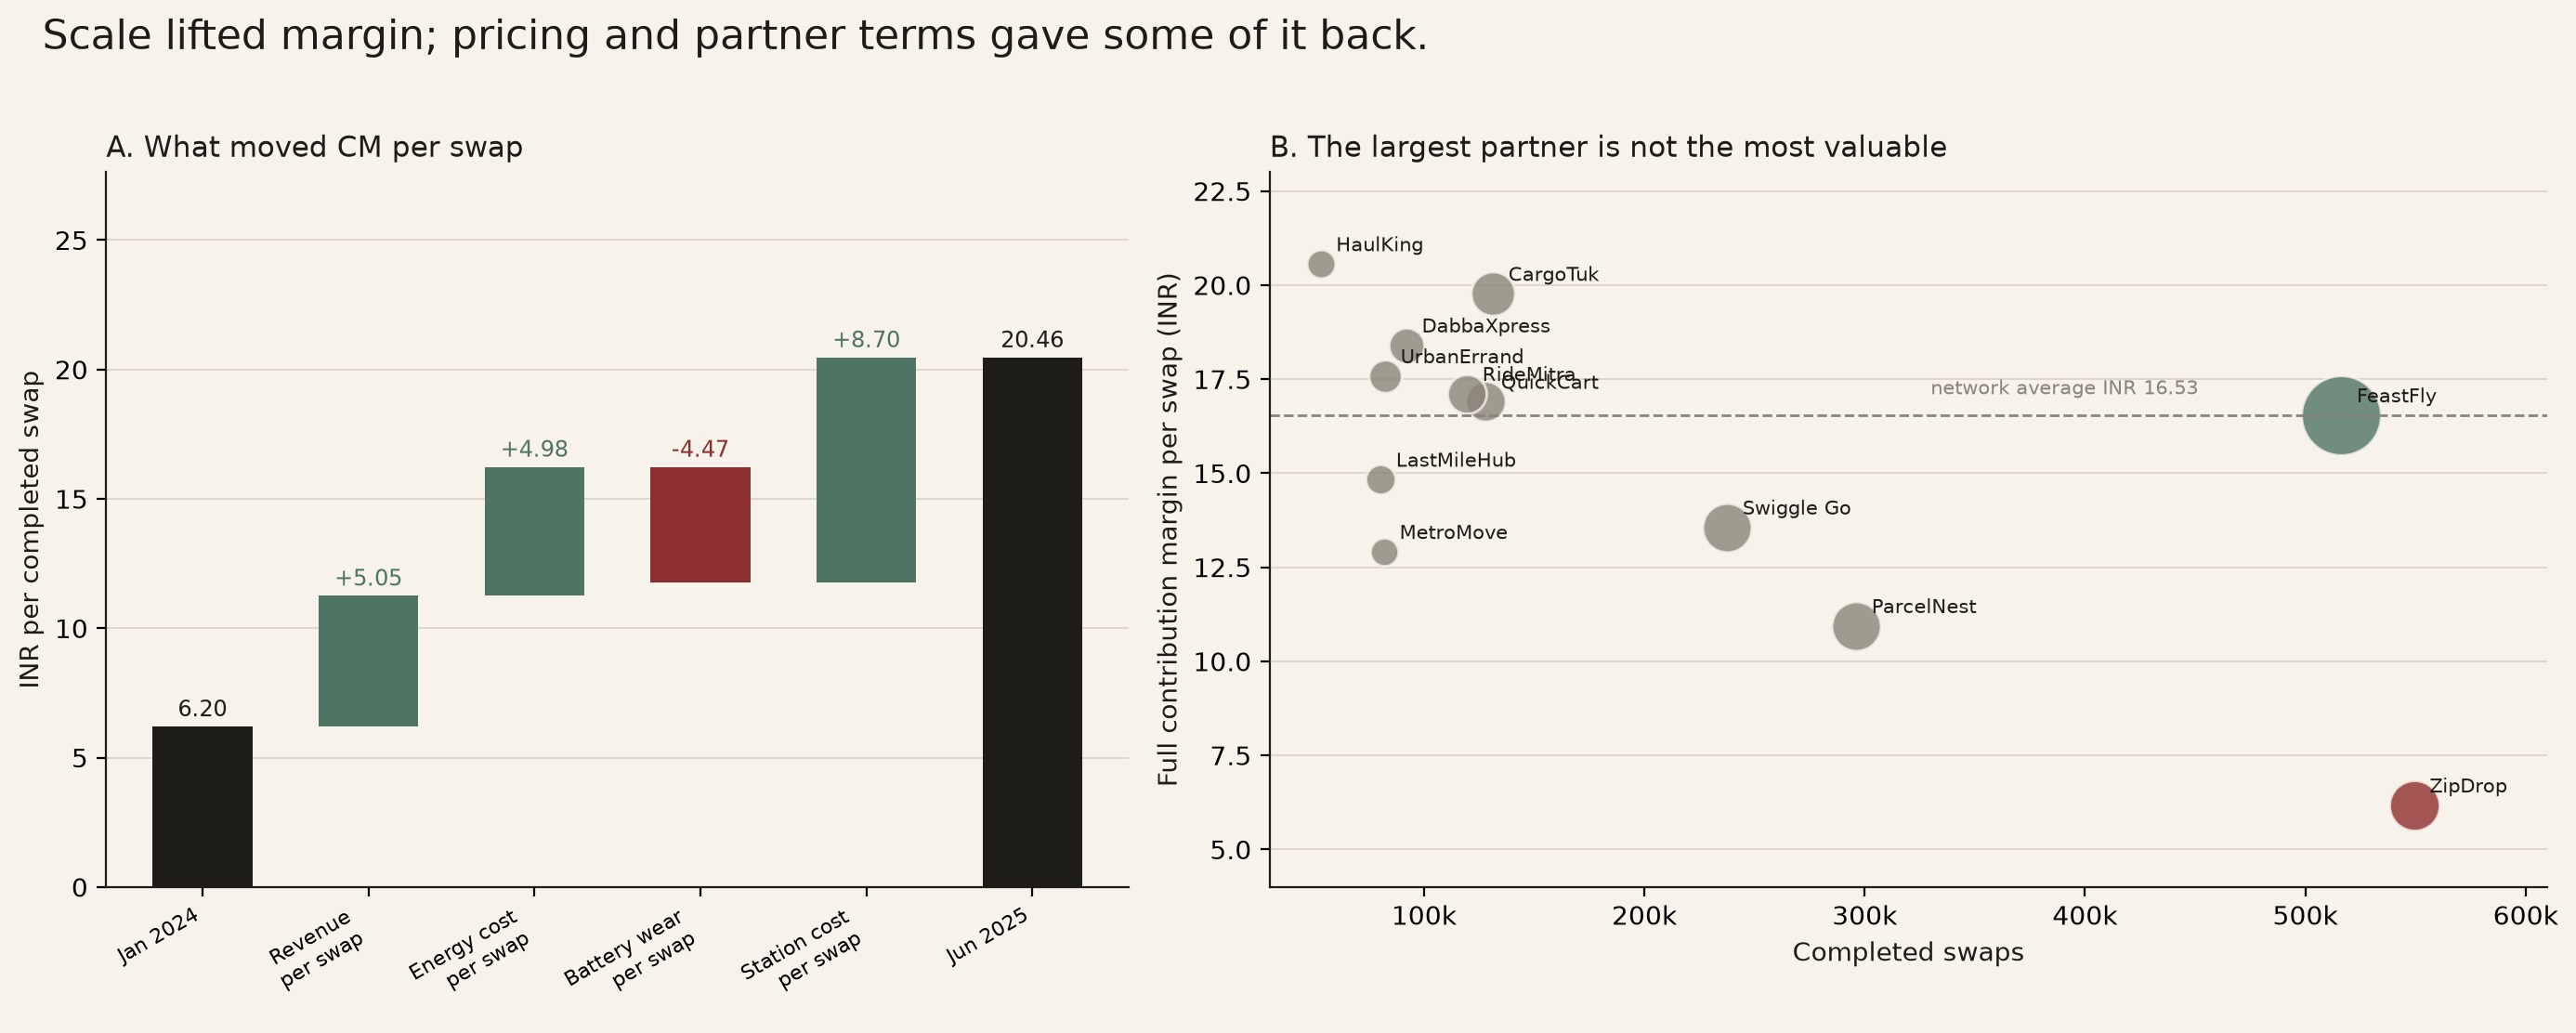 Scale lifted margin; pricing and partner terms gave some of it back.
A. What moved CM per swap
INR per completed swap
25
20
15
10
5
0
6.20
+5.05
+4.98
-4.47
+8.70
20.46
Jan 2024
Revenue
per swap
Energy cost
per swap
Battery wear
per swap
Station cost
per swap
Jun 2025
B. The largest partner is not the most valuable
Full contribution margin per swap (INR)
22.5
20.0
17.5
15.0
12.5
10.0
7.5
5.0
HaulKing
CargoTuk
DabbaXpress
UrbanErrand
RideMitra
QuickCart
network average INR 16.53
FeastFly
LastMileHub
Swiggle Go
MetroMove
ParcelNest
ZipDrop
100k
200k
300k
400k
500k
600k
Completed swaps